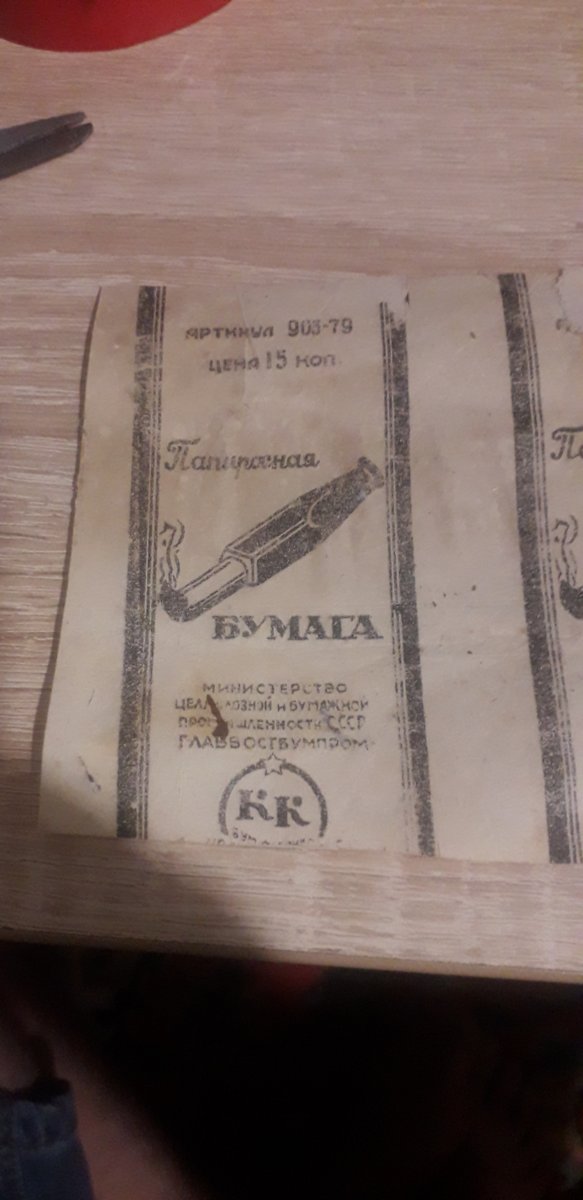 АРТИКУЛ 903-79
ЦЕНА 15 КОП
Папиросная
БУМАГА
МИНИСТЕРСТВО
ЦЕЛЛЮЛОЗНОЙ И БУМАЖНОЙ
ПРОМЫШЛЕННОСТИ СССР
ГЛАВВОСТБУМПРОМ
КК